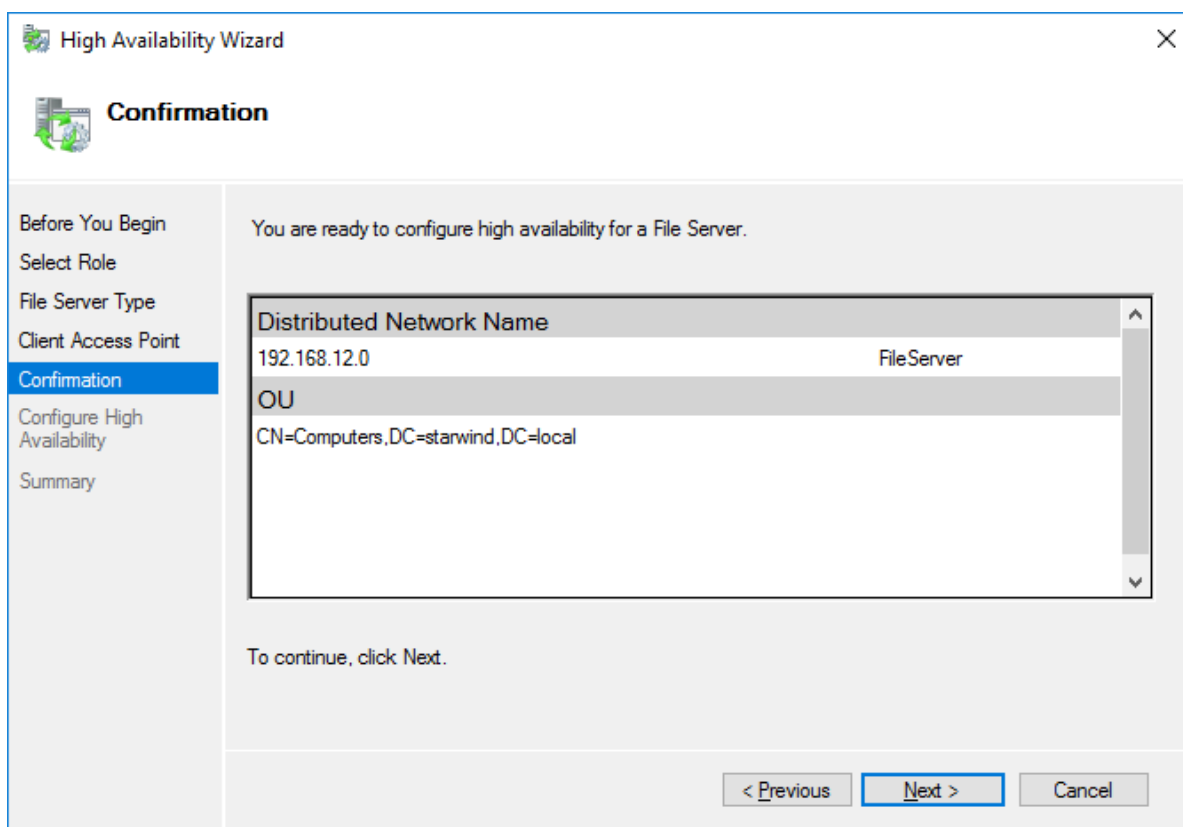 High Availability Wizard
Confirmation
Before You Begin
Select Role
File Server Type
Client Access Point
Confirmation
Configure High
Availability
Summary
You are ready to configure high availability for a File Server.
Distributed Network Name
192.168.12.0 FileServer
OU
CN=Computers,DC=starwind,DC=local
To continue, click Next.
< Previous Next > Cancel